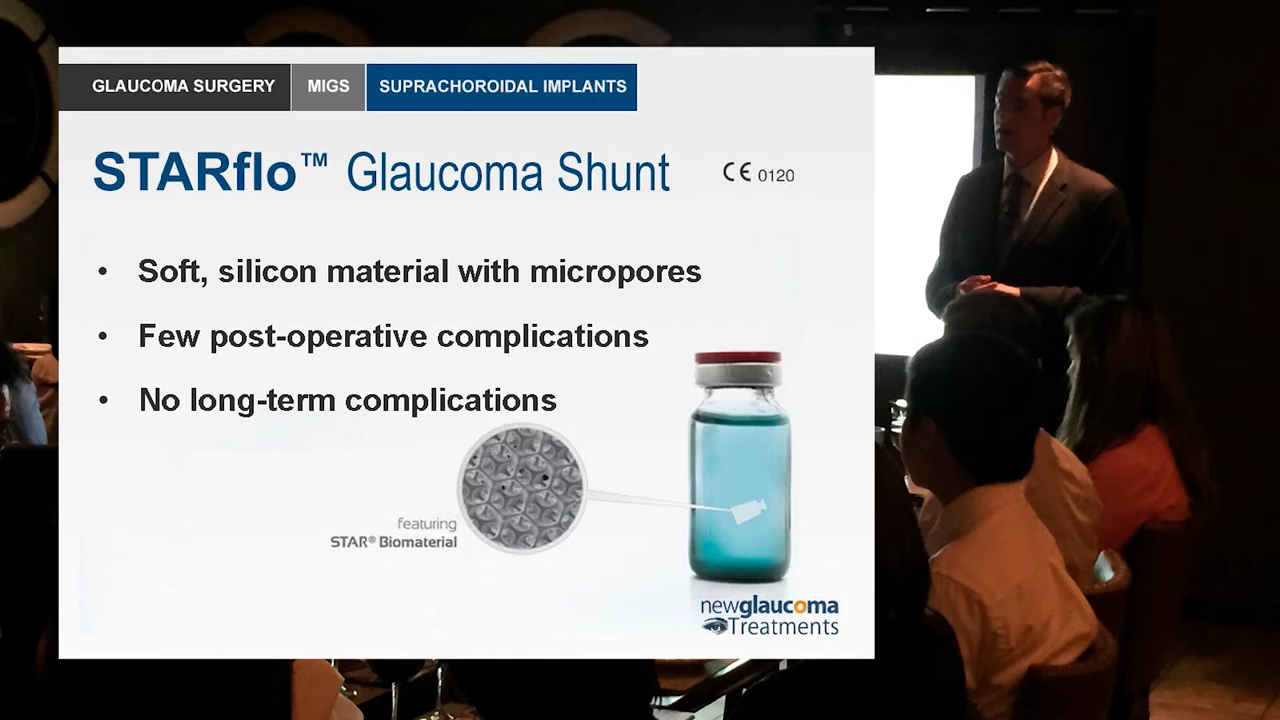 GLAUCOMA SURGERY MIGS SUPRACHOROIDAL IMPLANTS
STARflo™ Glaucoma Shunt CE 0120
• Soft, silicon material with micropores
• Few post-operative complications
• No long-term complications
featuring
STAR® Biomaterial
newglaucoma
Treatments